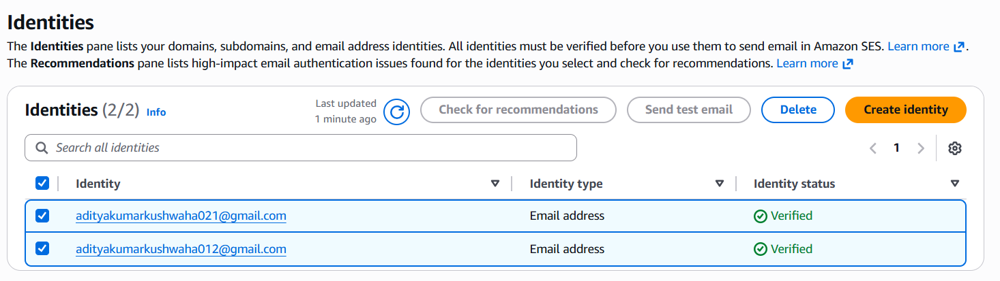 Identities
The Identities pane lists your domains, subdomains, and email address identities. All identities must be verified before you use them to send email in Amazon SES. Learn more.
The Recommendations pane lists high-impact email authentication issues found for the identities you select and check for recommendations. Learn more
Identities (2/2) Info
Last updated
1 minute ago
Check for recommendations
Send test email
Delete
Create identity
Search all identities
1
Identity Identity type Identity status
adityakumarkushwaha021@gmail.com Email address Verified
adityakumarkushwaha012@gmail.com Email address Verified